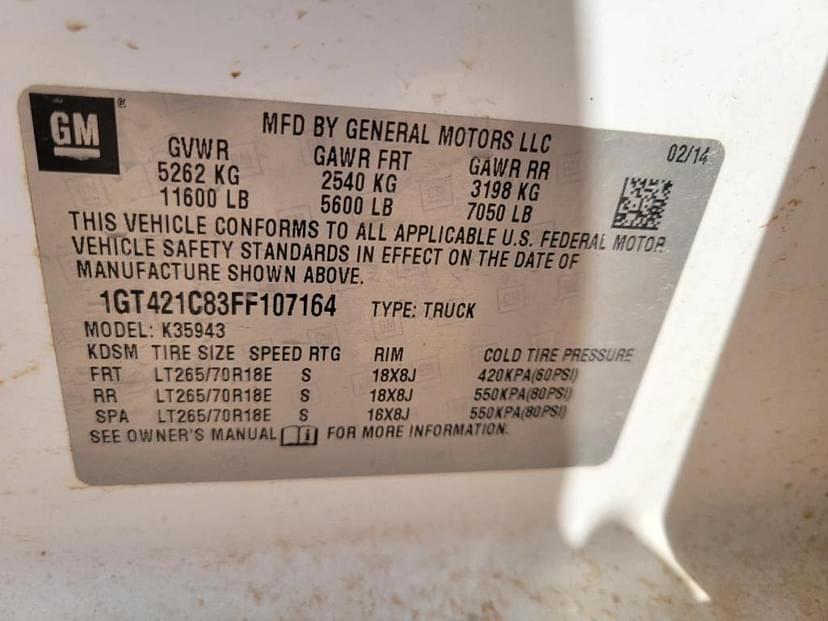 GM
MFD BY GENERAL MOTORS LLC
02/14
GVWR GAWR FRT GAWR RR
5262 KG 2540 KG 3198 KG
11600 LB 5600 LB 7050 LB
THIS VEHICLE CONFORMS TO ALL APPLICABLE U.S. FEDERAL MOTOR
VEHICLE SAFETY STANDARDS IN EFFECT ON THE DATE OF
MANUFACTURE SHOWN ABOVE.
1GT421C83FF107164 TYPE: TRUCK
MODEL: K35943
KDSM TIRE SIZE SPEED RTG RIM COLD TIRE PRESSURE
FRT LT265/70R18E S 18X8J 420KPA(60PSI)
RR LT265/70R18E S 18X8J 550KPA(80PSI)
SPA LT265/70R18E S 18X8J 550KPA(80PSI)
SEE OWNER'S MANUAL FOR MORE INFORMATION.